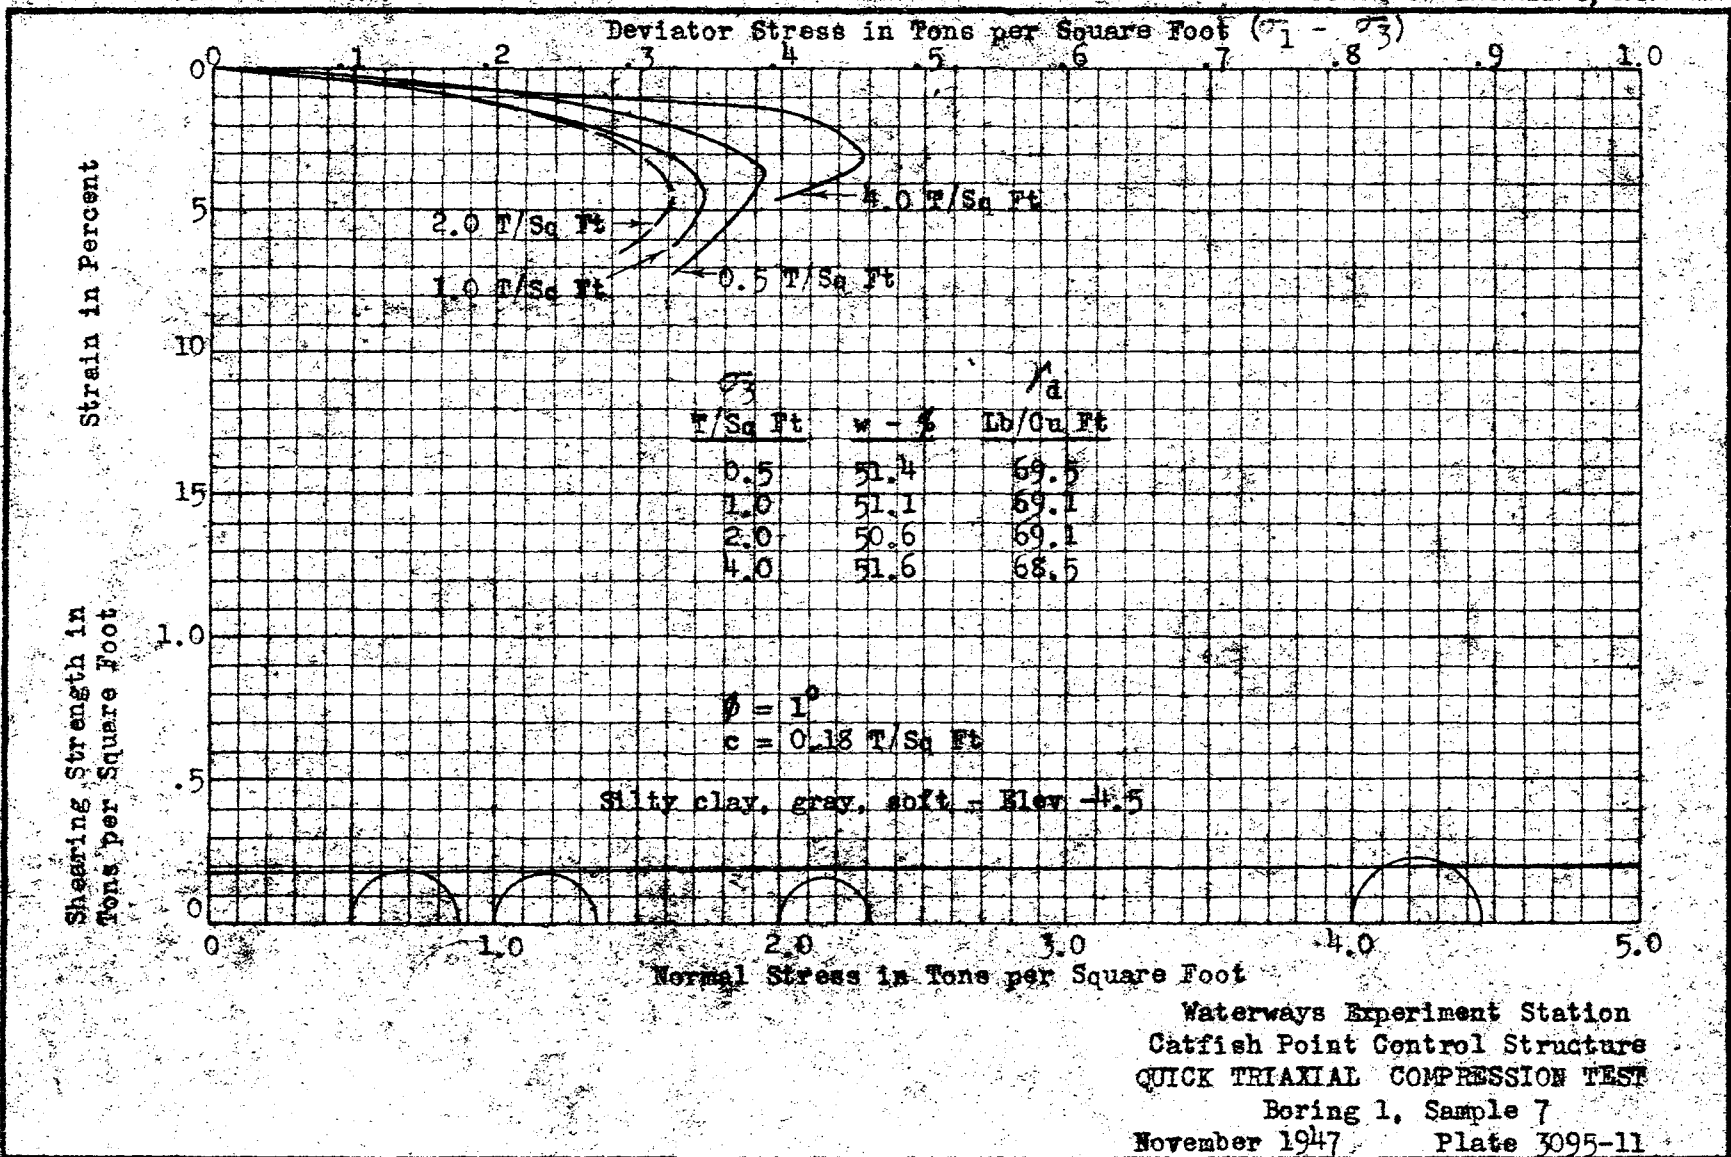 Deviator Stress in Tons per Square Foot (σ1 - σ3)
0 .1 .2 .3 .4 .5 .6 .7 .8 .9 1.0
0
5
10
15
Strain in Percent
4.0 T/Sq Ft
2.0 T/Sq Ft
1.0 T/Sq Ft
0.5 T/Sq Ft
σ3 γd
T/Sq Ft w - % Lb/Cu Ft
0.5 51.4 69.5
1.0 51.1 69.1
2.0 50.6 69.1
4.0 51.6 68.5
Shearing Strength in
Tons per Square Foot
1.0
.5
0
ϕ = 1°
c = 0.18 T/Sq Ft
Silty clay, gray, soft - Elev -4.5
0 1.0 2.0 3.0 4.0 5.0
Normal Stress in Tons per Square Foot
Waterways Experiment Station
Catfish Point Control Structure
QUICK TRIAXIAL COMPRESSION TEST
Boring 1, Sample 7
November 1947 Plate 3095-11